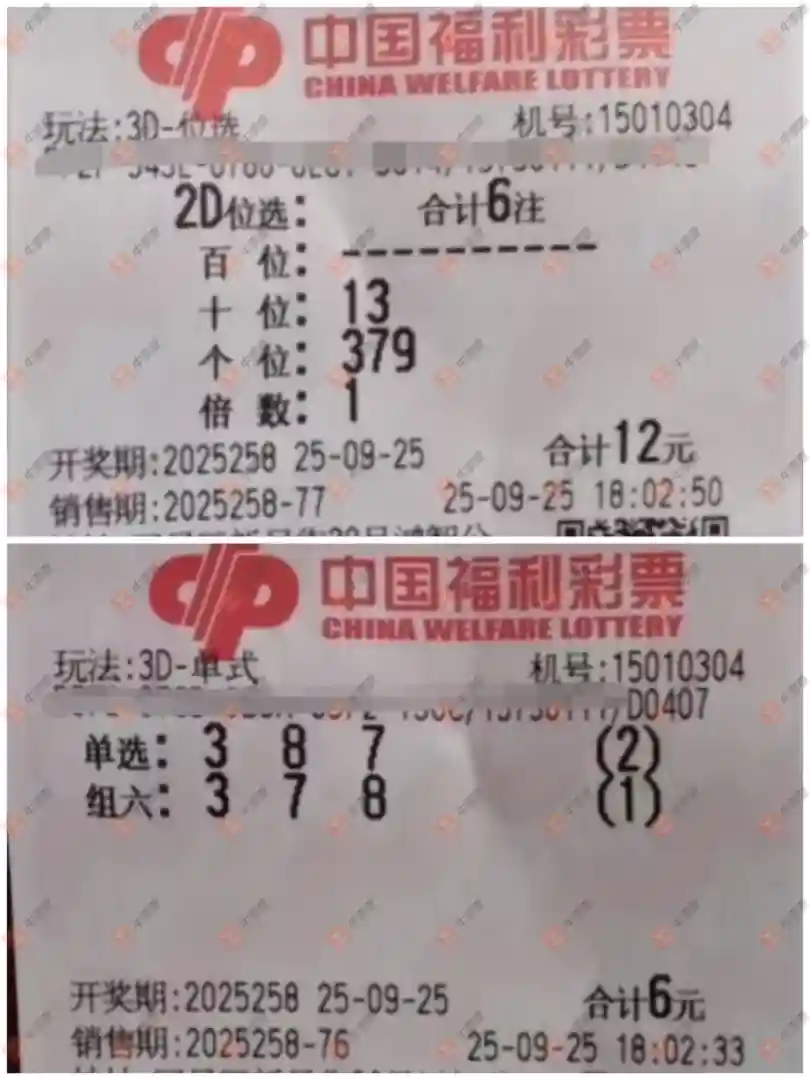 中国福利彩票
CHINA WELFARE LOTTERY
玩法:3D-位选 机号:15010304
2D位选: 合计6注
百 位: -----------
十 位: 13
个 位: 379
倍 数: 1
开奖期:2025258 25-09-25 合计12元
销售期:2025258-77 25-09-25 18:02:50
中国福利彩票
CHINA WELFARE LOTTERY
玩法:3D-单式 机号:15010304
/D0407
单选: 3 8 7 (2)
组六: 3 7 8 (1)
开奖期:2025258 25-09-25 合计6元
销售期:2025258-76 25-09-25 18:02:33